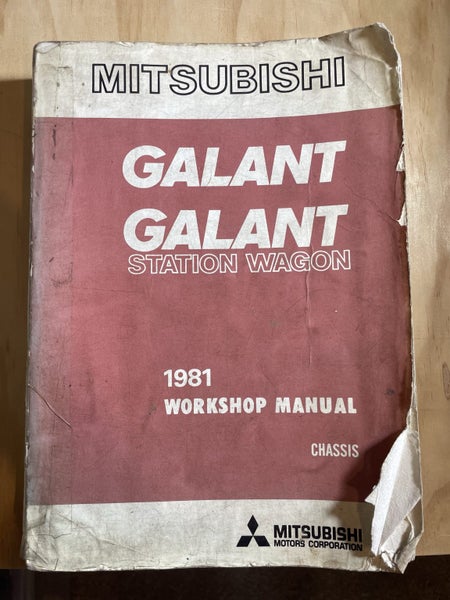 MITSUBISHI
GALANT
GALANT
STATION WAGON
1981
WORKSHOP MANUAL
CHASSIS
MITSUBISHI
MOTORS CORPORATION